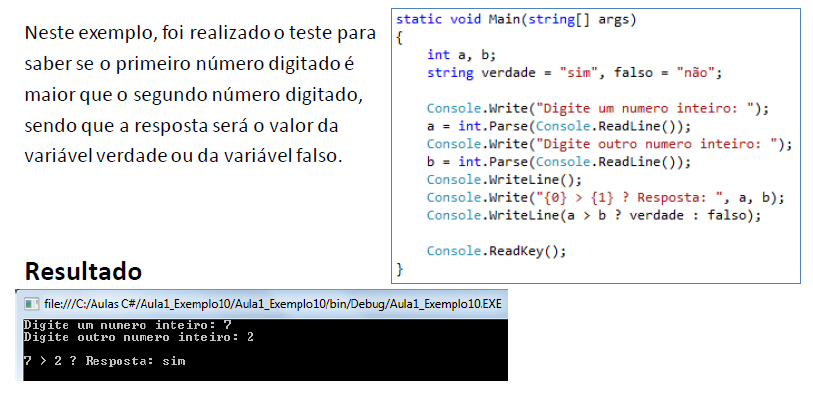 Neste exemplo, foi realizado o teste para
saber se o primeiro número digitado é
maior que o segundo número digitado,
sendo que a resposta será o valor da
variável verdade ou da variável falso.
static void Main(string[] args)
{
    int a, b;
    string verdade = "sim", falso = "não";

    Console.Write("Digite um numero inteiro: ");
    a = int.Parse(Console.ReadLine());
    Console.Write("Digite outro numero inteiro: ");
    b = int.Parse(Console.ReadLine());
    Console.WriteLine();
    Console.Write("{0} > {1} ? Resposta: ", a, b);
    Console.WriteLine(a > b ? verdade : falso);

    Console.ReadKey();
}
Resultado
file:///C:/Aulas C#/Aula1_Exemplo10/Aula1_Exemplo10/bin/Debug/Aula1_Exemplo10.EXE
Digite um numero inteiro: 7
Digite outro numero inteiro: 2

7 > 2 ? Resposta: sim